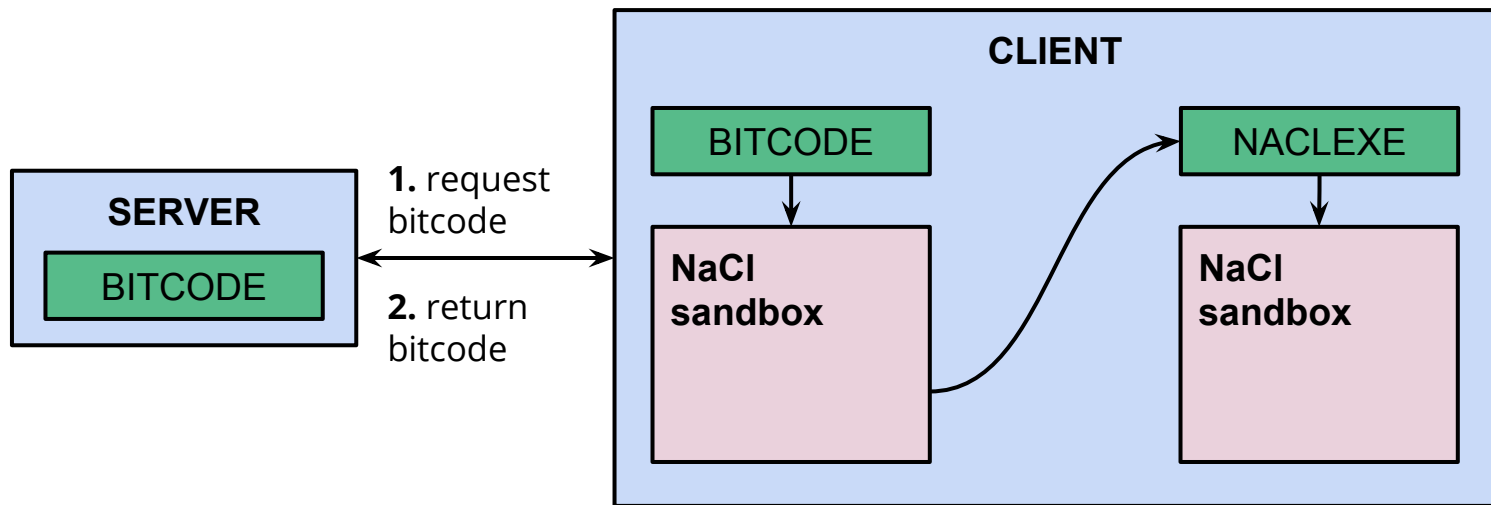 CLIENT
BITCODE
NACLEXE
1. request
bitcode
SERVER
BITCODE
2. return
bitcode
NaCl
sandbox
NaCl
sandbox